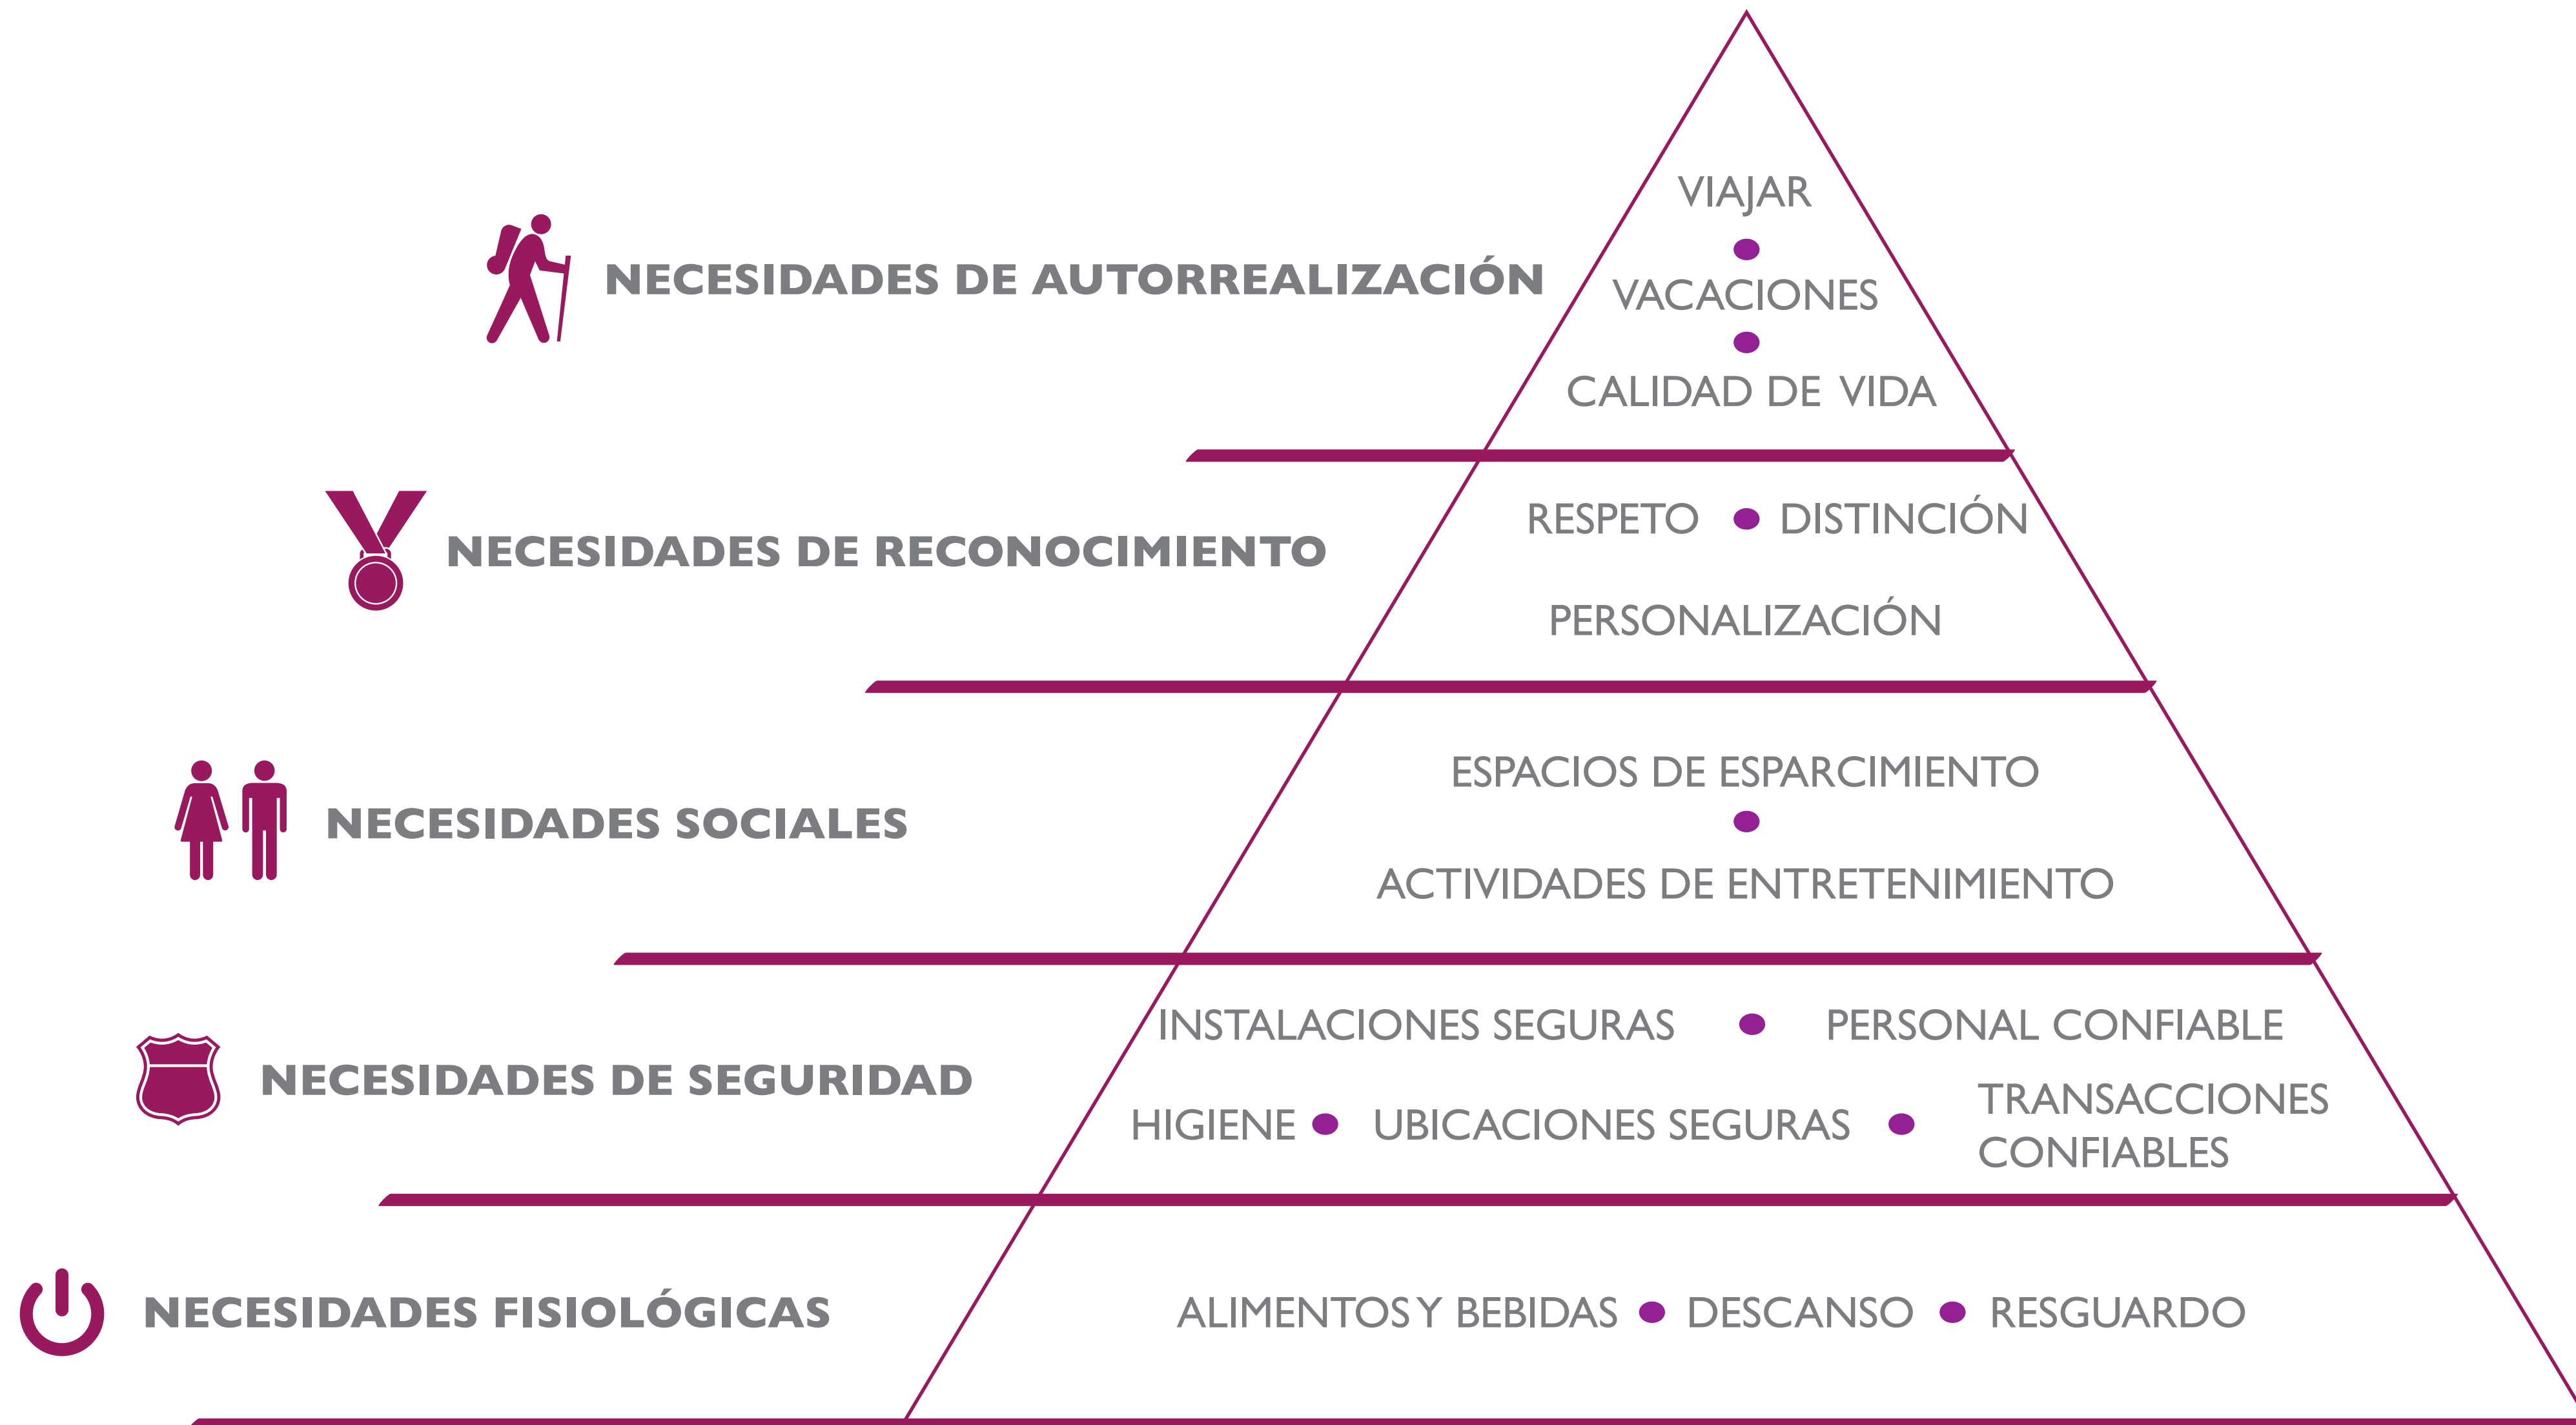 VIAJAR
VACACIONES
CALIDAD DE VIDA
NECESIDADES DE AUTORREALIZACIÓN
RESPETO • DISTINCIÓN
PERSONALIZACIÓN
NECESIDADES DE RECONOCIMIENTO
ESPACIOS DE ESPARCIMIENTO
ACTIVIDADES DE ENTRETENIMIENTO
NECESIDADES SOCIALES
INSTALACIONES SEGURAS • PERSONAL CONFIABLE
HIGIENE • UBICACIONES SEGURAS • TRANSACCIONES
CONFIABLES
NECESIDADES DE SEGURIDAD
NECESIDADES FISIOLÓGICAS
ALIMENTOS Y BEBIDAS • DESCANSO • RESGUARDO